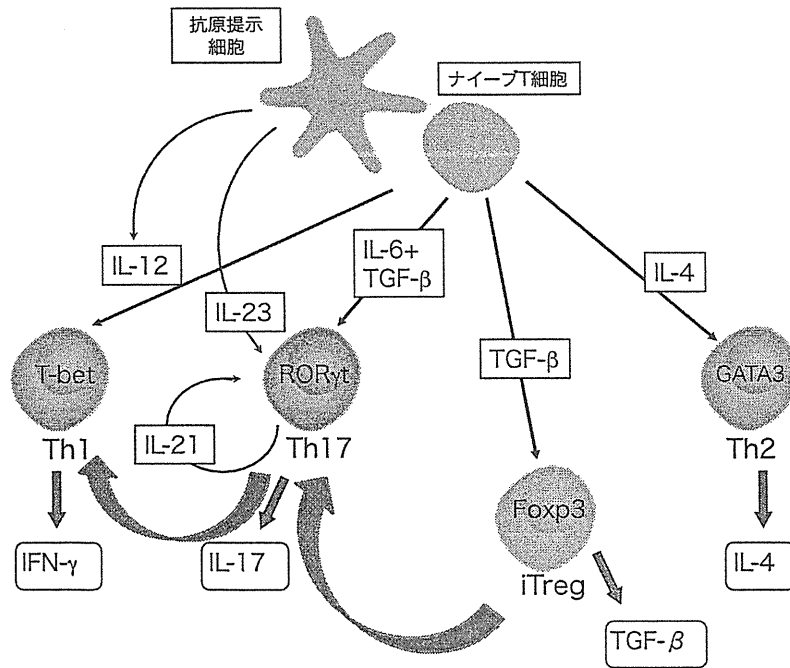 抗原提示
細胞
ナイーブT細胞
IL-12
IL-6+
TGF-β
IL-4
IL-23
TGF-β
T-bet
RORγt
GATA3
IL-21
Th1
Th17
Th2
Foxp3
iTreg
IFN-γ
IL-17
IL-4
TGF-β